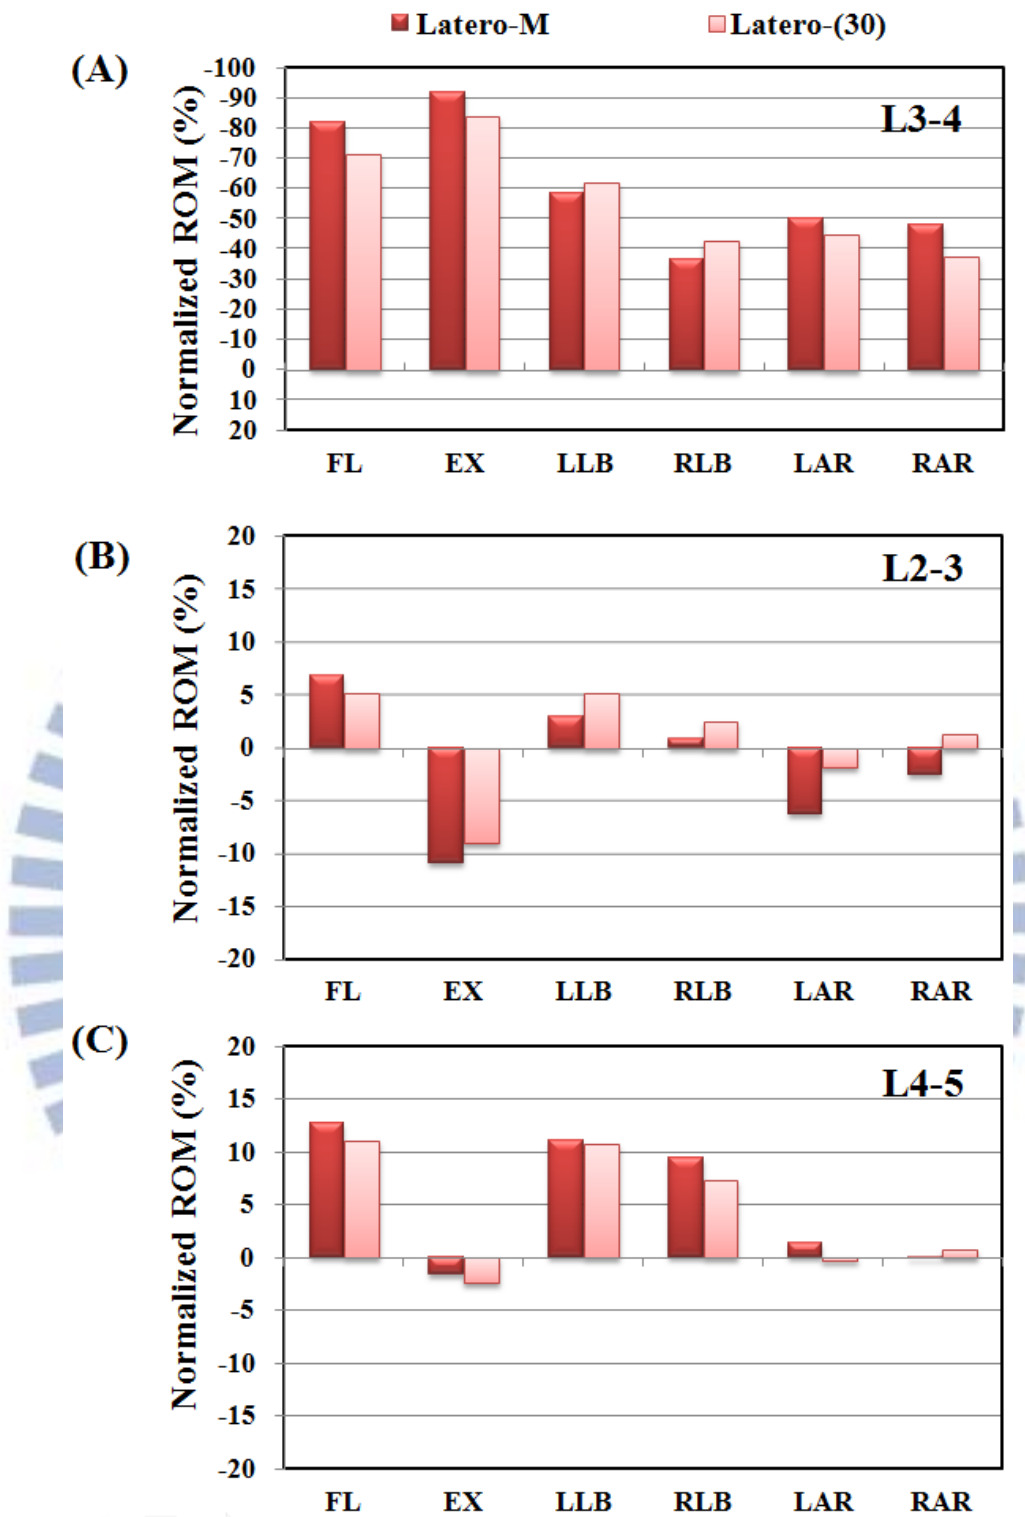 Latero-M Latero-(30)
(A)
Normalized ROM (%)
-100
-90
-80
-70
-60
-50
-40
-30
-20
-10
0
10
20
L3-4
FL EX LLB RLB LAR RAR
(B)
Normalized ROM (%)
20
15
10
5
0
-5
-10
-15
-20
L2-3
FL EX LLB RLB LAR RAR
(C)
Normalized ROM (%)
20
15
10
5
0
-5
-10
-15
-20
L4-5
FL EX LLB RLB LAR RAR